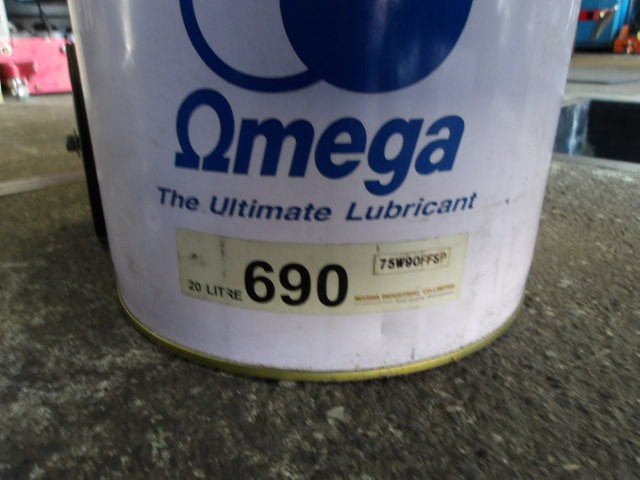 Ωmega
The Ultimate Lubricant
75W90FFSP
20 LITRE 690